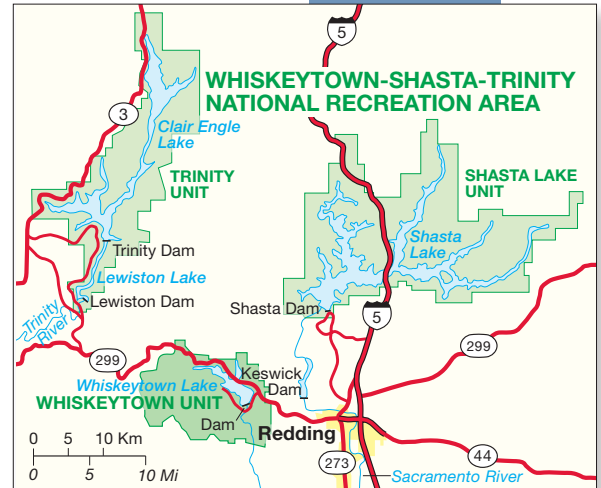 5
WHISKEYTOWN-SHASTA-TRINITY
NATIONAL RECREATION AREA
3
Clair Engle
Lake
TRINITY
UNIT
SHASTA LAKE
UNIT
Shasta
Lake
Trinity Dam
Lewiston Lake
Lewiston Dam
Trinity
River
Shasta Dam
5
299
299
Keswick
Dam
Whiskeytown Lake
WHISKEYTOWN UNIT
Dam
Redding
0 5 10 Km
0 5 10 Mi
273
44
Sacramento River